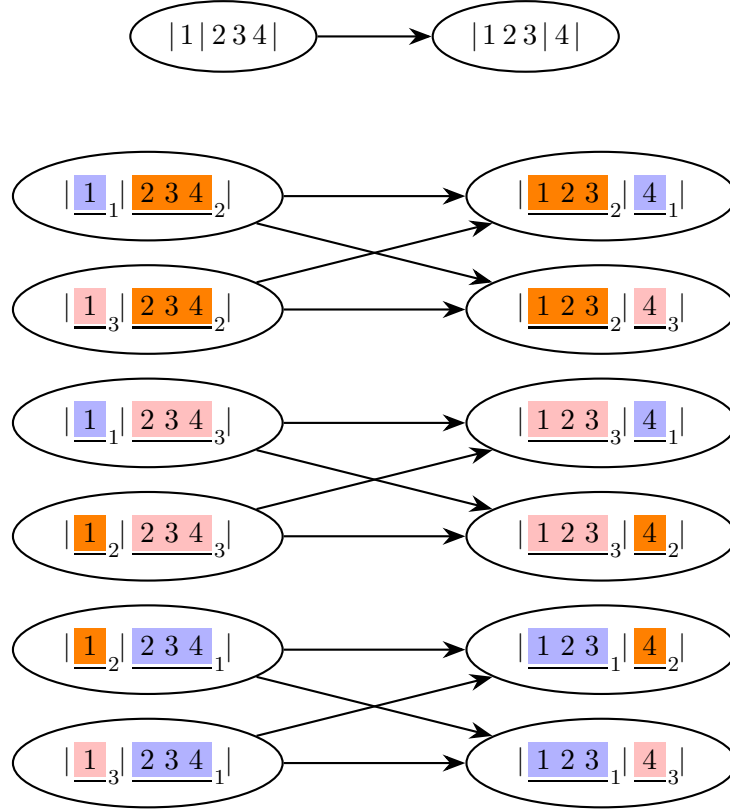 |1|2 3 4| |1 2 3|4|
|1₁|2 3 4₂| |1 2 3₂|4₁|
|1₃|2 3 4₂| |1 2 3₂|4₃|
|1₁|2 3 4₃| |1 2 3₃|4₁|
|1₂|2 3 4₃| |1 2 3₃|4₂|
|1₂|2 3 4₁| |1 2 3₁|4₂|
|1₃|2 3 4₁| |1 2 3₁|4₃|